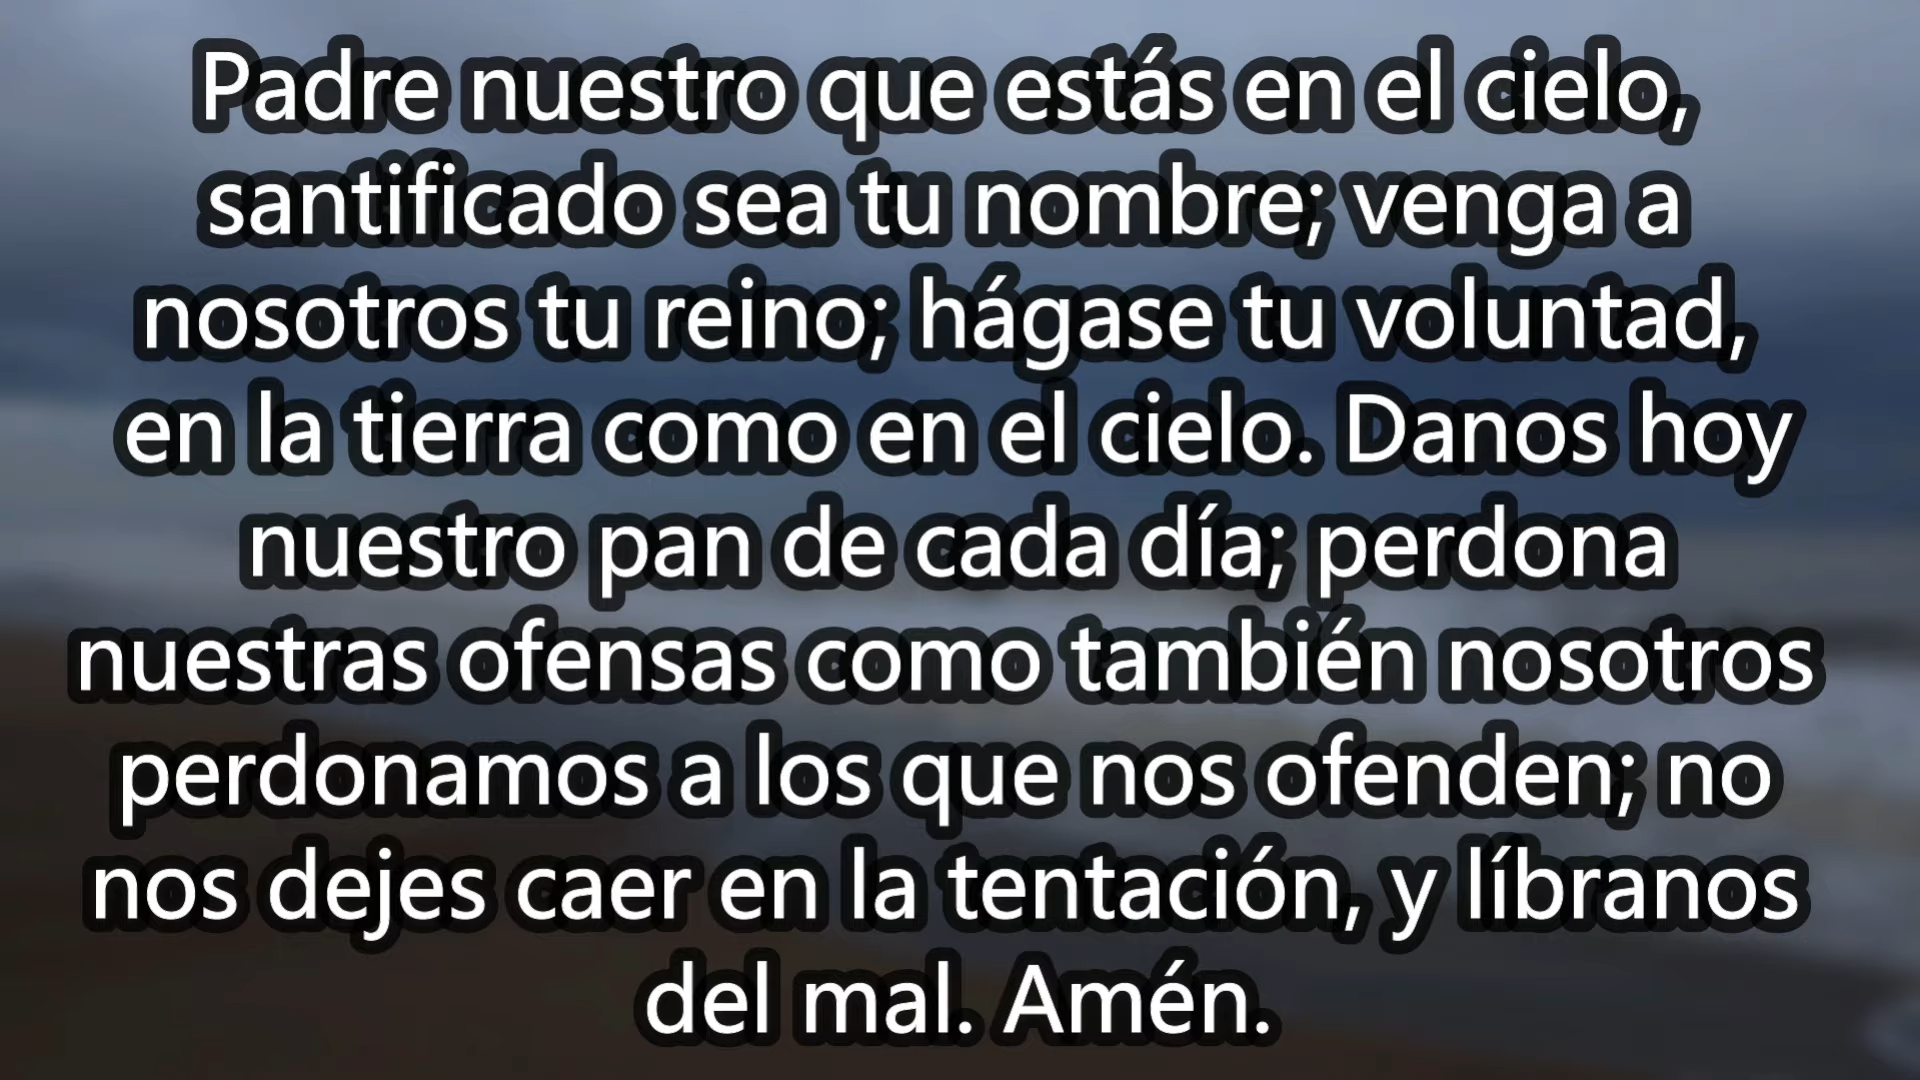 Padre nuestro que estás en el cielo,
santificado sea tu nombre; venga a
nosotros tu reino; hágase tu voluntad,
en la tierra como en el cielo. Danos hoy
nuestro pan de cada día; perdona
nuestras ofensas como también nosotros
perdonamos a los que nos ofenden; no
nos dejes caer en la tentación, y líbranos
del mal. Amén.